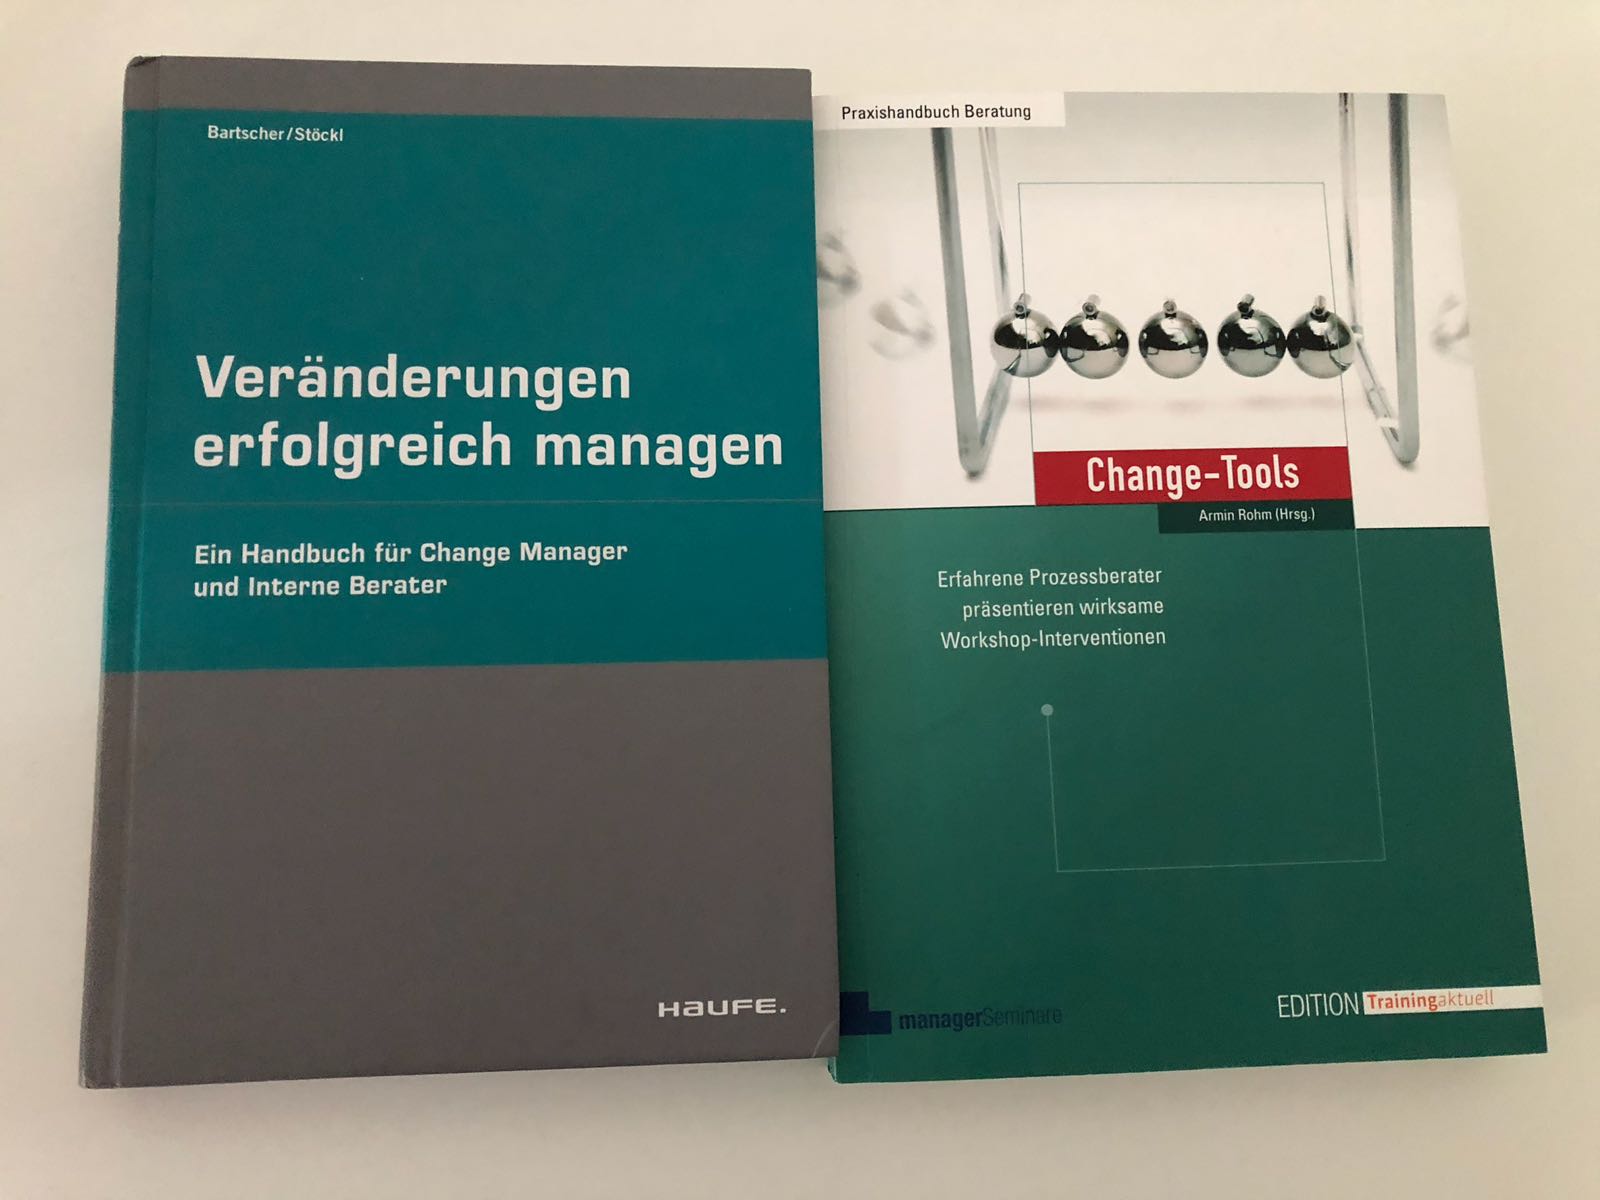 Bartscher/Stöckl
Veränderungen
erfolgreich managen
Ein Handbuch für Change Manager
und Interne Berater
HAUFE.
Praxishandbuch Beratung
Change-Tools
Armin Rohm (Hrsg.)
Erfahrene Prozessberater
präsentieren wirksame
Workshop-Interventionen
managerSeminare
EDITION Trainingaktuell